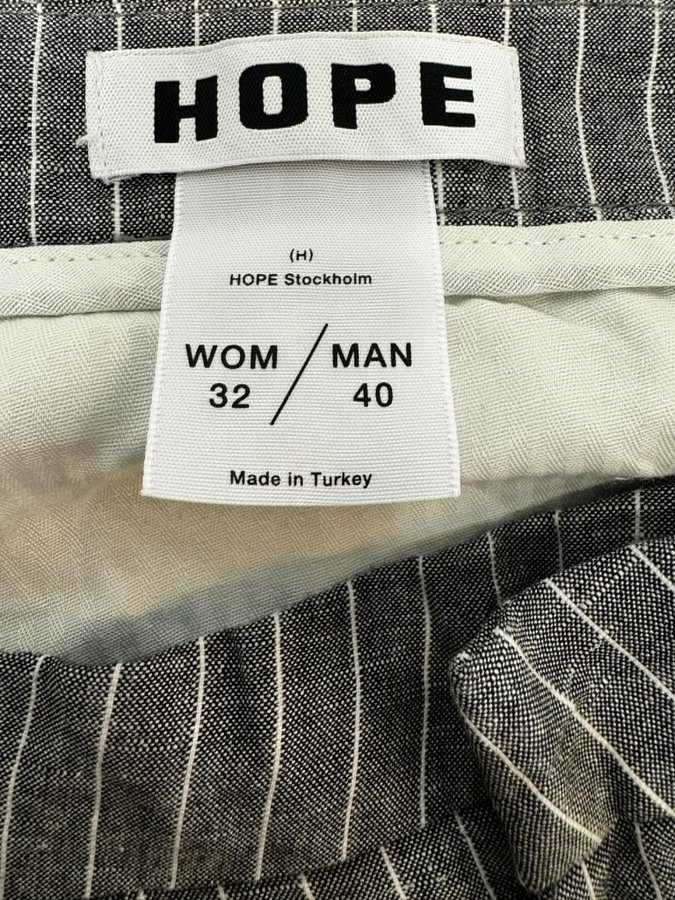 HOPE
(H)
HOPE Stockholm
WOM / MAN
32 40
Made in Turkey